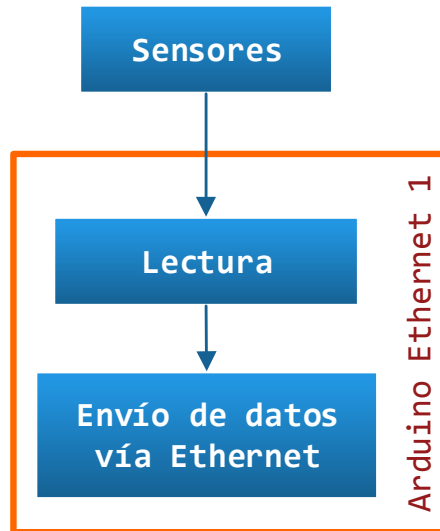 Sensores
Lectura
Envío de datos
vía Ethernet
Arduino Ethernet 1